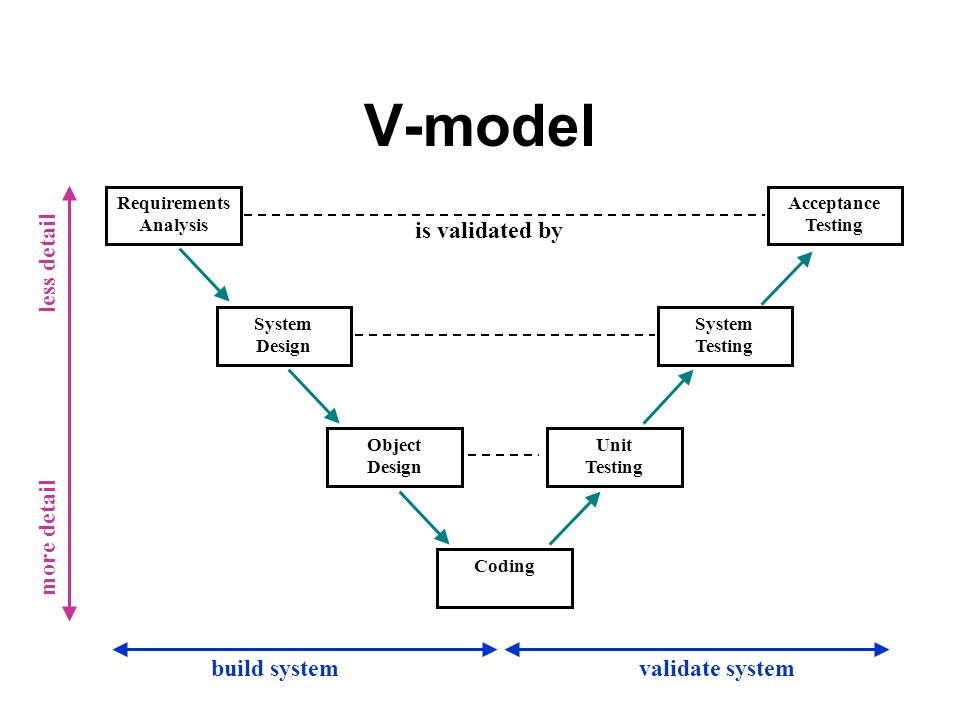 V-model
Requirements
Analysis
Acceptance
Testing
is validated by
less detail
System
Design
System
Testing
Object
Design
Unit
Testing
more detail
Coding
build system
validate system